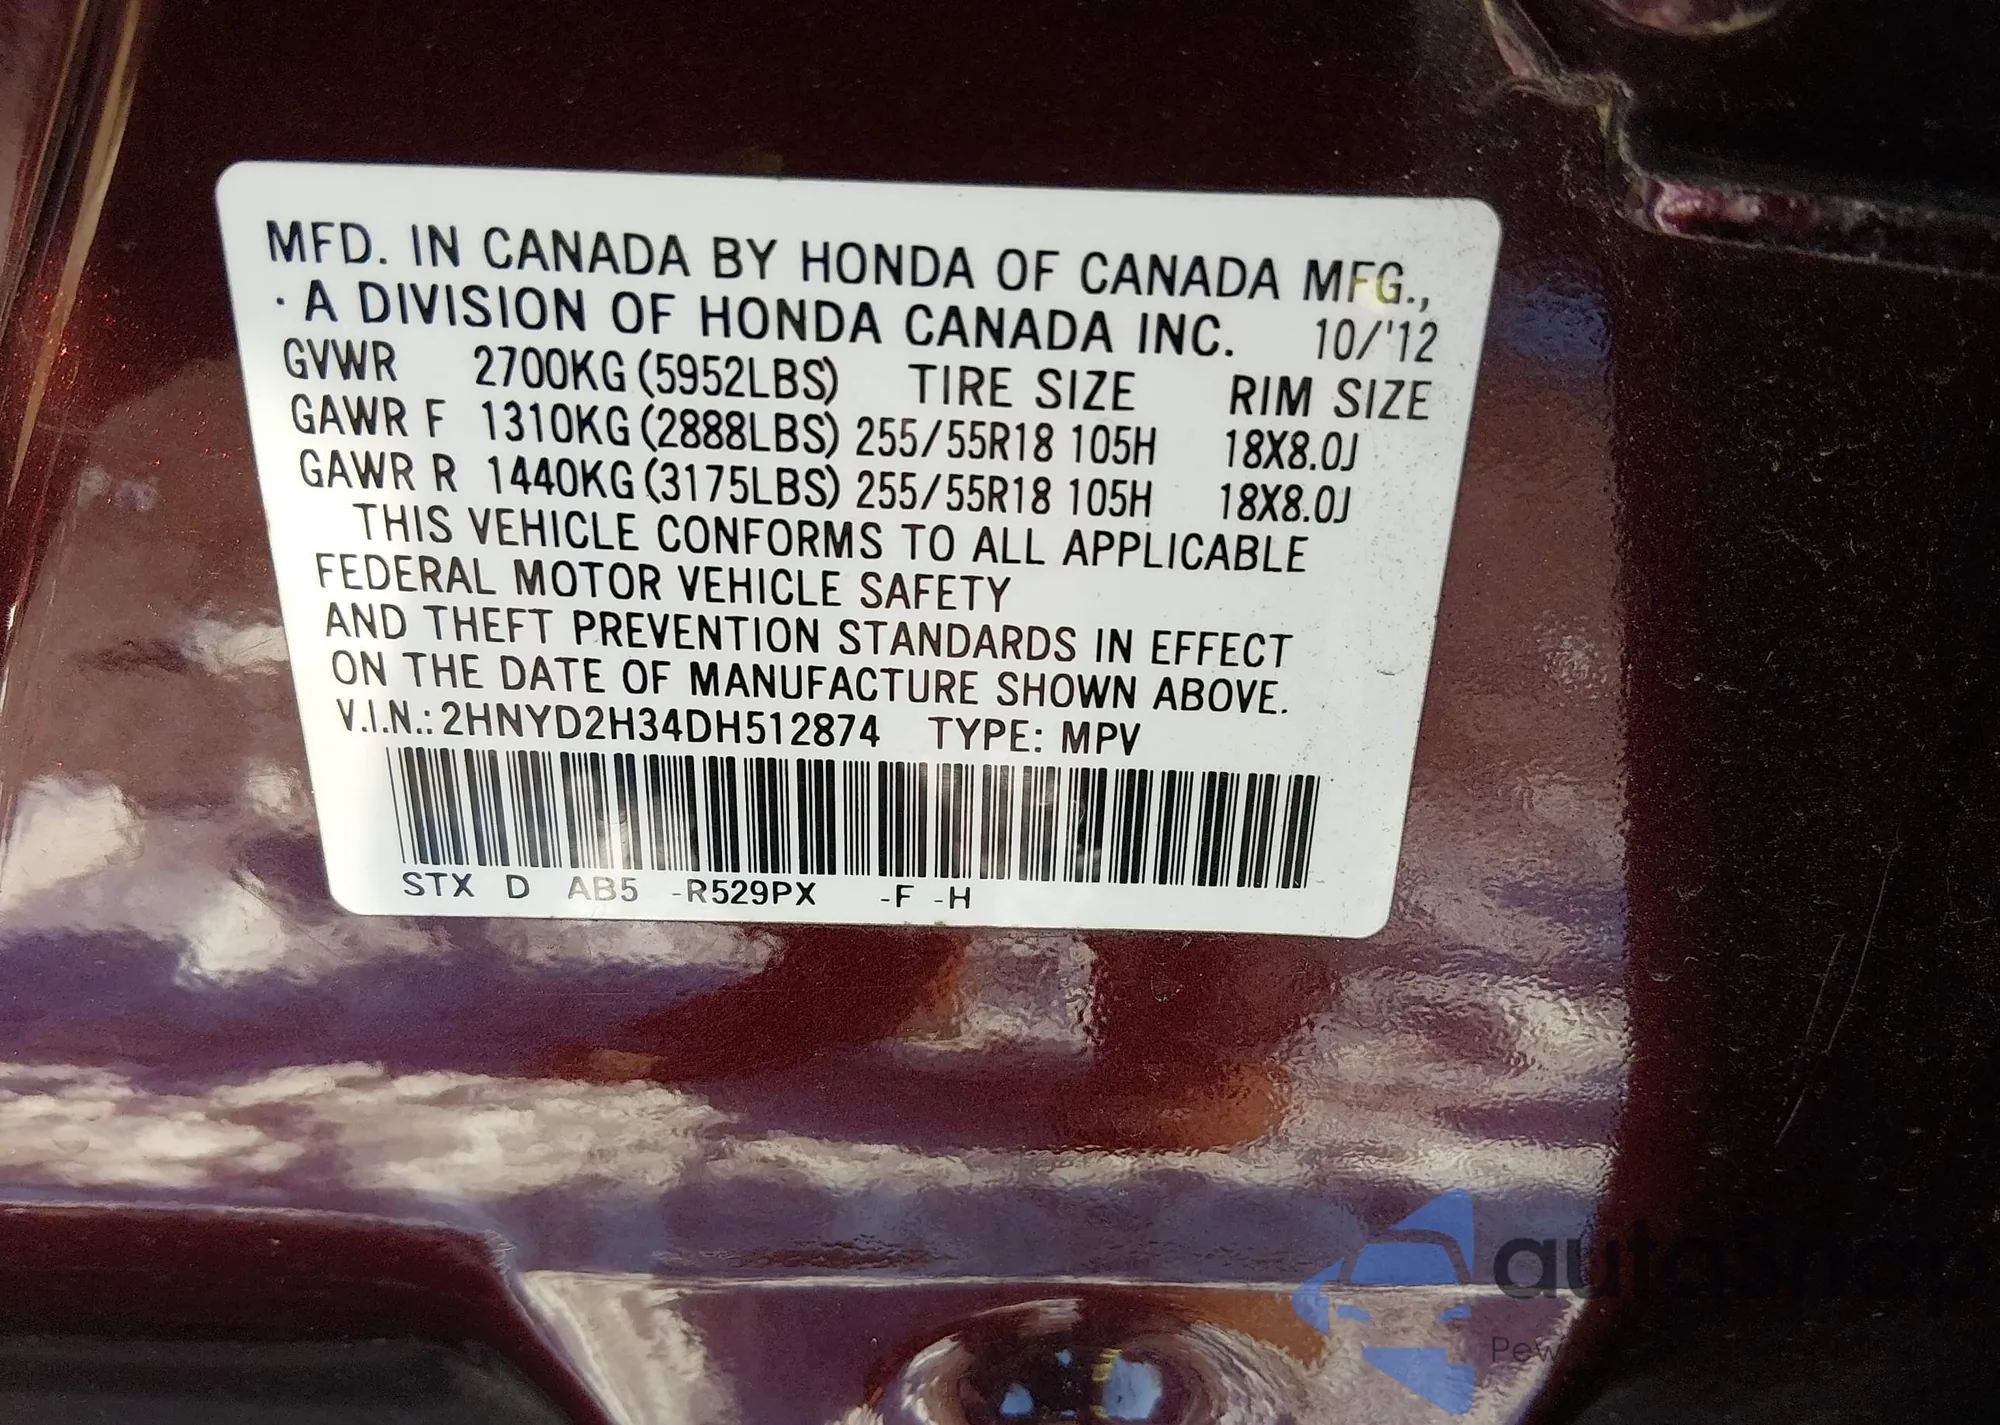 MFD. IN CANADA BY HONDA OF CANADA MFG.,
· A DIVISION OF HONDA CANADA INC. 10/'12
GVWR 2700KG (5952LBS) TIRE SIZE RIM SIZE
GAWR F 1310KG (2888LBS) 255/55R18 105H 18X8.0J
GAWR R 1440KG (3175LBS) 255/55R18 105H 18X8.0J
THIS VEHICLE CONFORMS TO ALL APPLICABLE
FEDERAL MOTOR VEHICLE SAFETY
AND THEFT PREVENTION STANDARDS IN EFFECT
ON THE DATE OF MANUFACTURE SHOWN ABOVE.
V.I.N.: 2HNYD2H34DH512874 TYPE: MPV
STX D AB5 -R529PX -F -H
autosnap